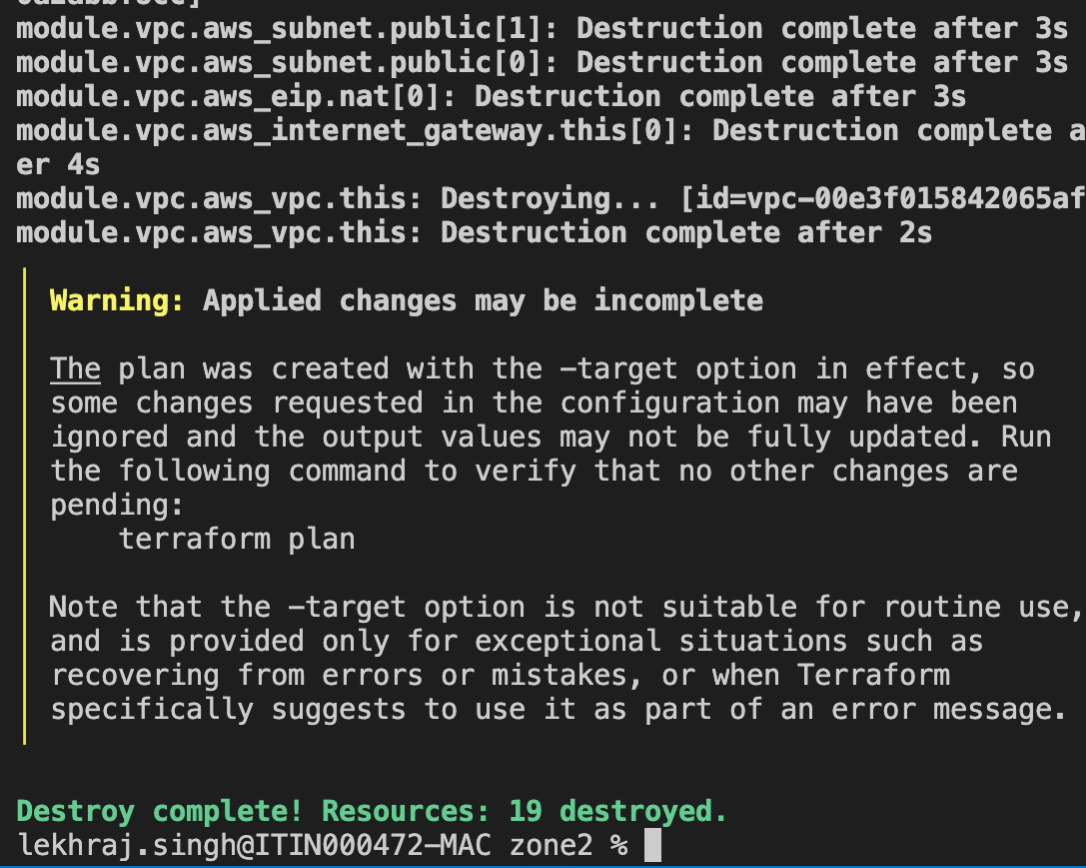 module.vpc.aws_subnet.public[1]: Destruction complete after 3s
module.vpc.aws_subnet.public[0]: Destruction complete after 3s
module.vpc.aws_eip.nat[0]: Destruction complete after 3s
module.vpc.aws_internet_gateway.this[0]: Destruction complete a
er 4s
module.vpc.aws_vpc.this: Destroying... [id=vpc-00e3f015842065af
module.vpc.aws_vpc.this: Destruction complete after 2s
Warning: Applied changes may be incomplete
The plan was created with the -target option in effect, so
some changes requested in the configuration may have been
ignored and the output values may not be fully updated. Run
the following command to verify that no other changes are
pending:
terraform plan
Note that the -target option is not suitable for routine use,
and is provided only for exceptional situations such as
recovering from errors or mistakes, or when Terraform
specifically suggests to use it as part of an error message.
Destroy complete! Resources: 19 destroyed.
lekhraj.singh@ITIN000472-MAC zone2 %